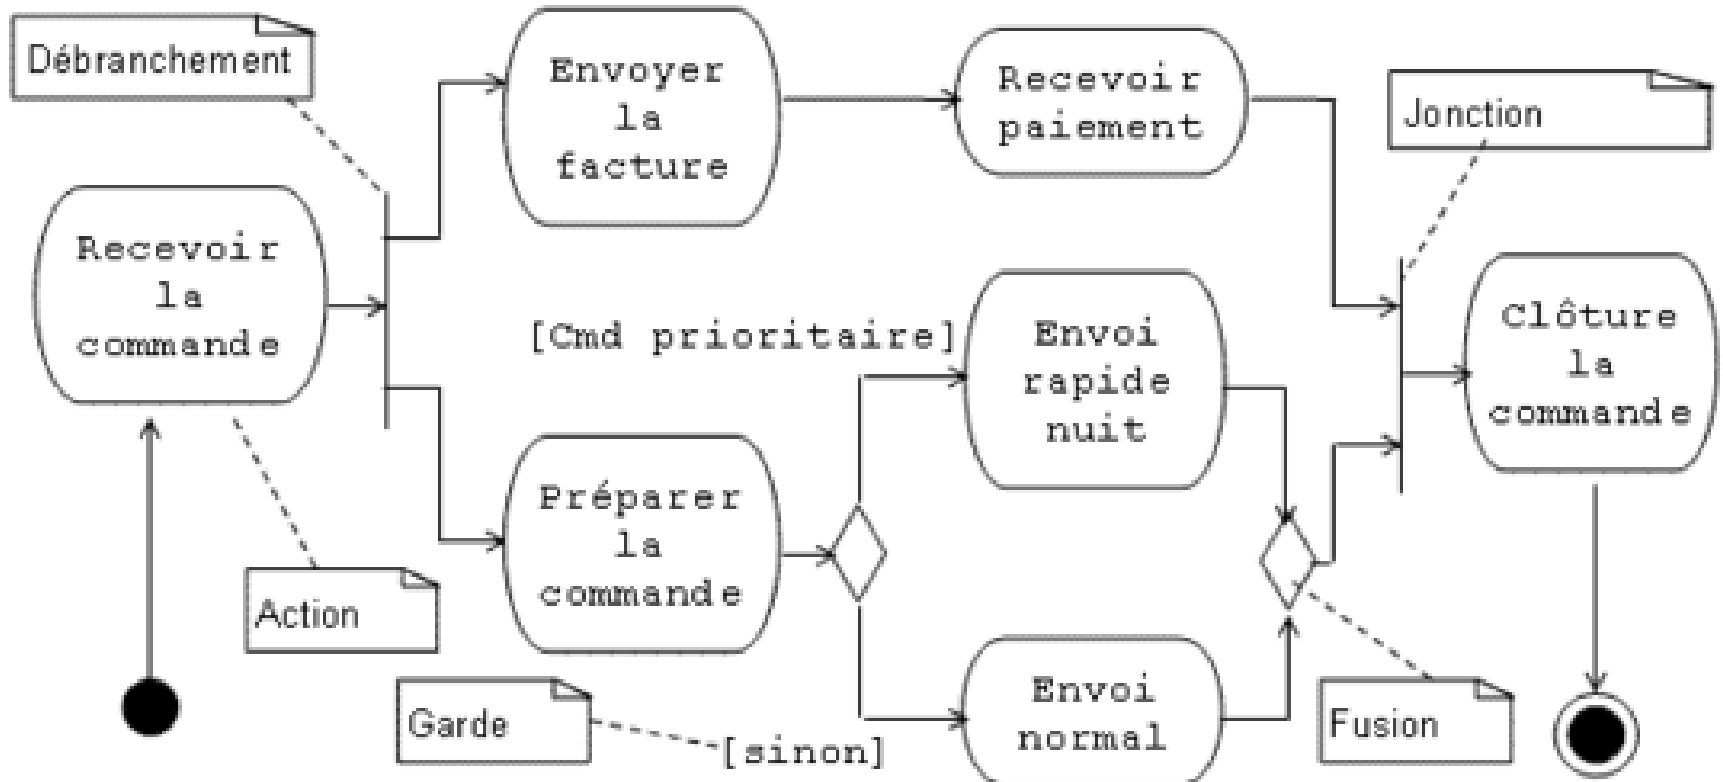 Débranchement
Envoyer
la
facture
Recevoir
paiement
Jonction
Recevoir
la
commande
[Cmd prioritaire]
Envoi
rapide
nuit
Clôture
la
commande
Préparer
la
commande
Action
Garde
[sinon]
Envoi
normal
Fusion